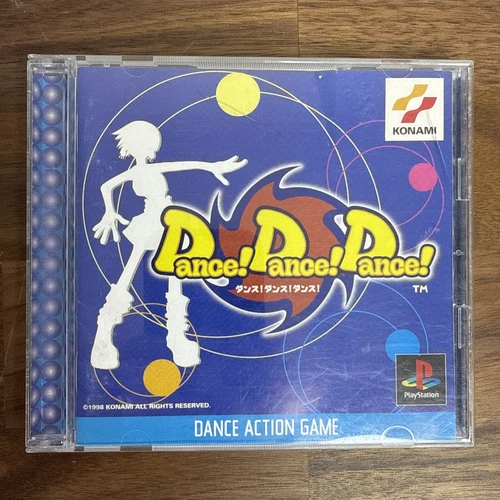 KONAMI
Dance! Dance! Dance!
ダンス!ダンス!ダンス!
TM
PlayStation
©1998 KONAMI ALL RIGHTS RESERVED.
DANCE ACTION GAME